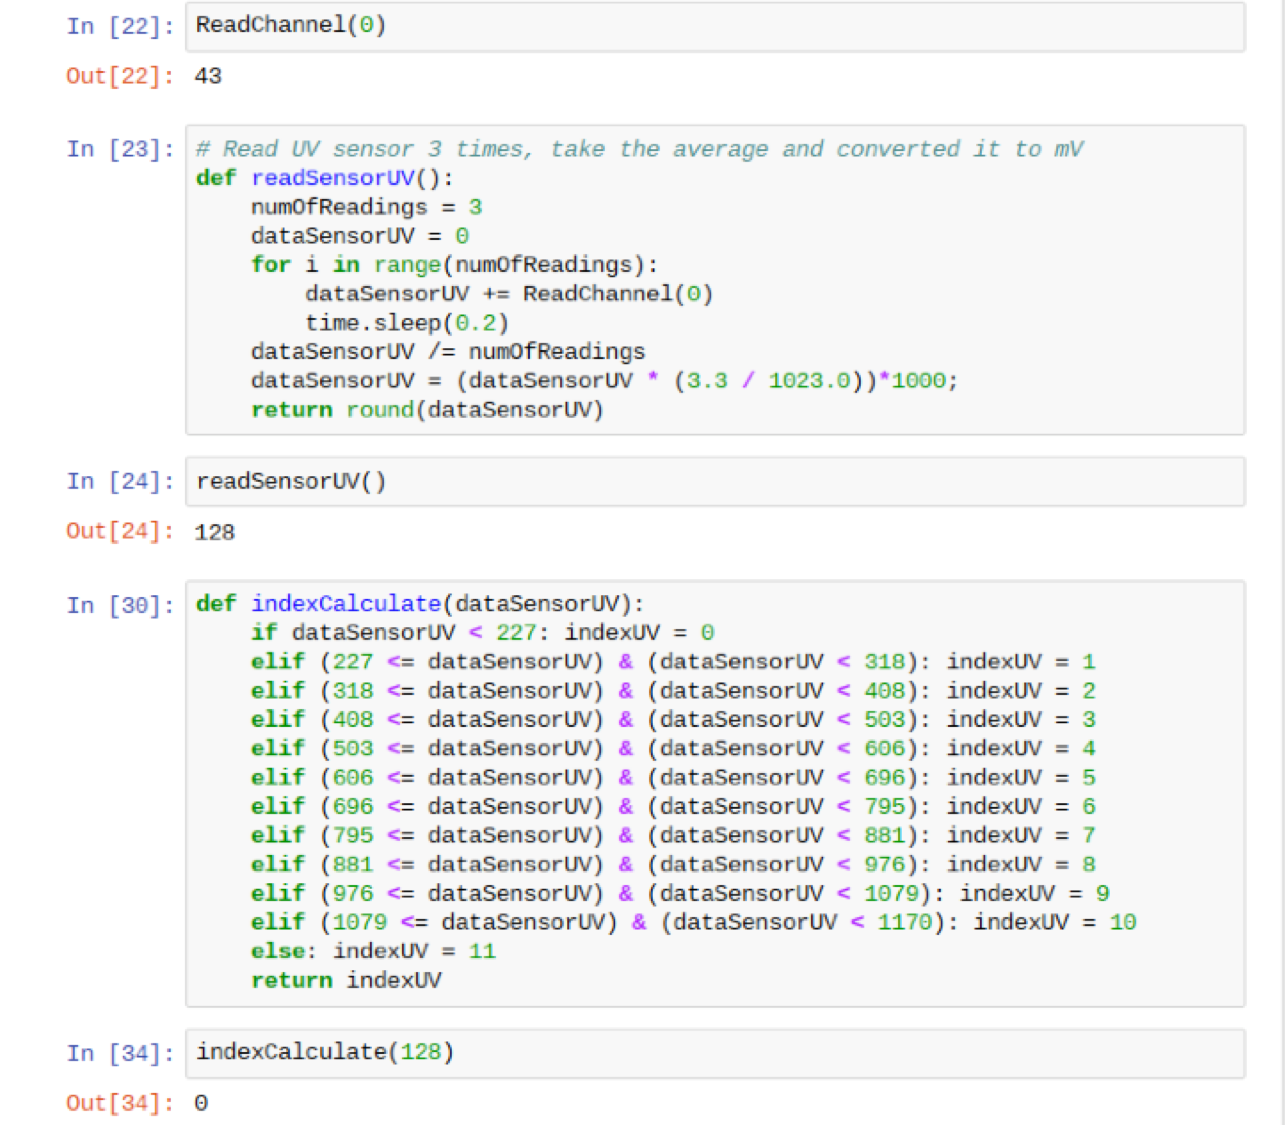 In [22]: ReadChannel(0)
Out[22]: 43
In [23]: # Read UV sensor 3 times, take the average and converted it to mV
def readSensorUV():
    numOfReadings = 3
    dataSensorUV = 0
    for i in range(numOfReadings):
        dataSensorUV += ReadChannel(0)
        time.sleep(0.2)
    dataSensorUV /= numOfReadings
    dataSensorUV = (dataSensorUV * (3.3 / 1023.0))*1000;
    return round(dataSensorUV)
In [24]: readSensorUV()
Out[24]: 128
In [30]: def indexCalculate(dataSensorUV):
    if dataSensorUV < 227: indexUV = 0
    elif (227 <= dataSensorUV) & (dataSensorUV < 318): indexUV = 1
    elif (318 <= dataSensorUV) & (dataSensorUV < 408): indexUV = 2
    elif (408 <= dataSensorUV) & (dataSensorUV < 503): indexUV = 3
    elif (503 <= dataSensorUV) & (dataSensorUV < 606): indexUV = 4
    elif (606 <= dataSensorUV) & (dataSensorUV < 696): indexUV = 5
    elif (696 <= dataSensorUV) & (dataSensorUV < 795): indexUV = 6
    elif (795 <= dataSensorUV) & (dataSensorUV < 881): indexUV = 7
    elif (881 <= dataSensorUV) & (dataSensorUV < 976): indexUV = 8
    elif (976 <= dataSensorUV) & (dataSensorUV < 1079): indexUV = 9
    elif (1079 <= dataSensorUV) & (dataSensorUV < 1170): indexUV = 10
    else: indexUV = 11
    return indexUV
In [34]: indexCalculate(128)
Out[34]: 0